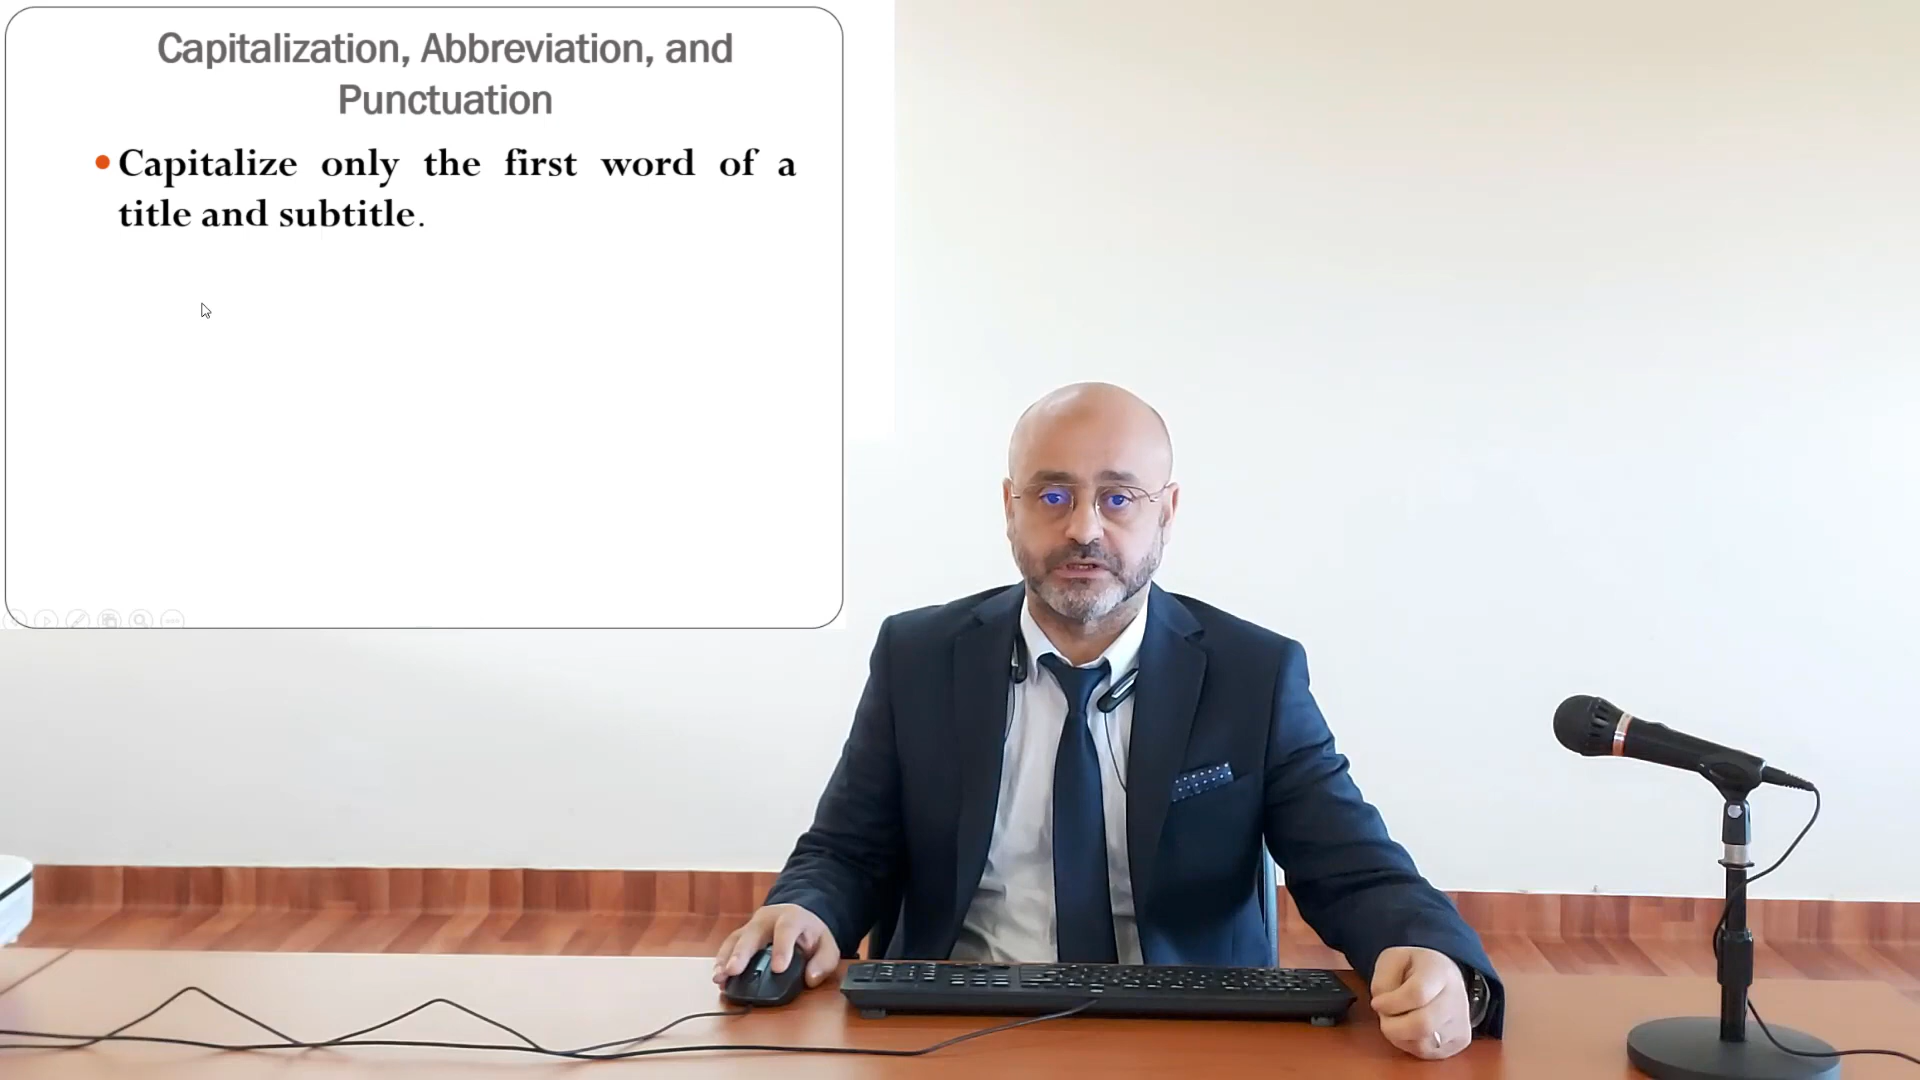 Capitalization, Abbreviation, and
Punctuation
Capitalize only the first word of a
title and subtitle.